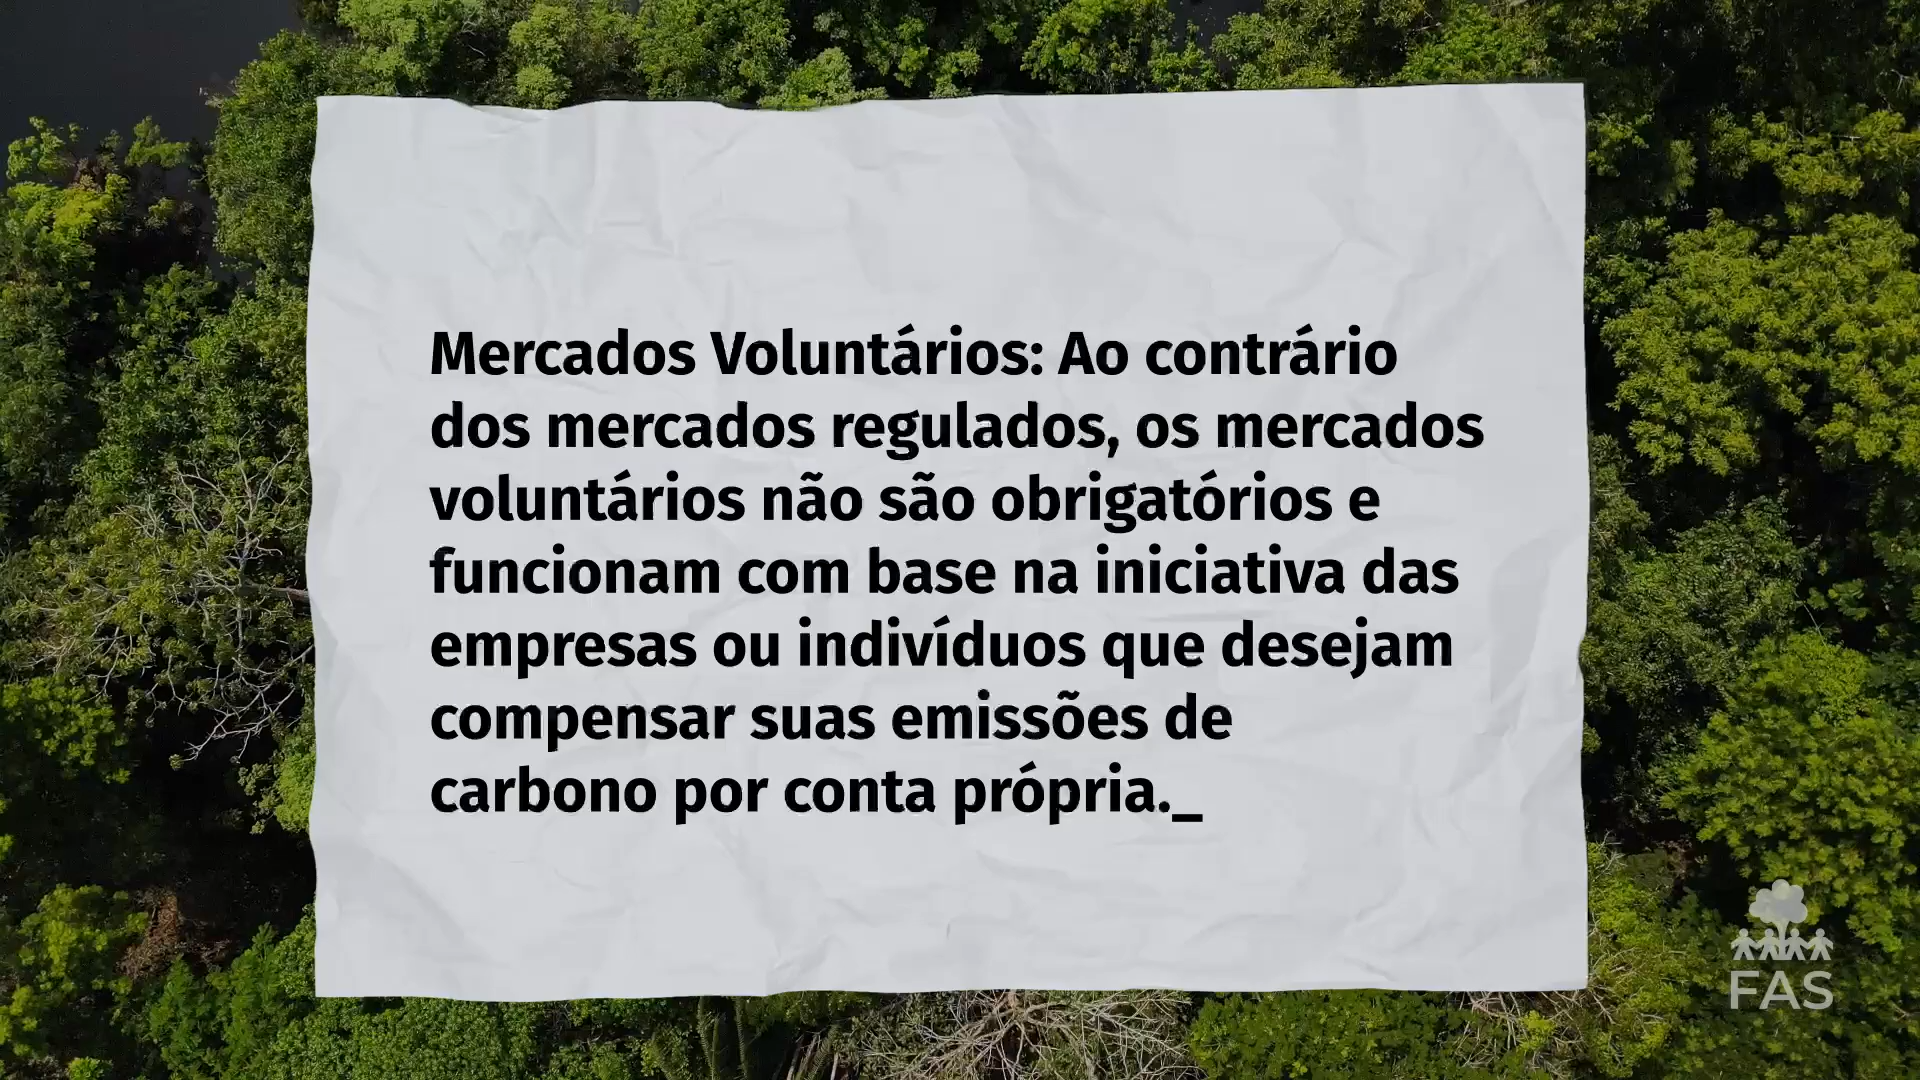 Mercados Voluntários: Ao contrário
dos mercados regulados, os mercados
voluntários não são obrigatórios e
funcionam com base na iniciativa das
empresas ou indivíduos que desejam
compensar suas emissões de
carbono por conta própria._
FAS